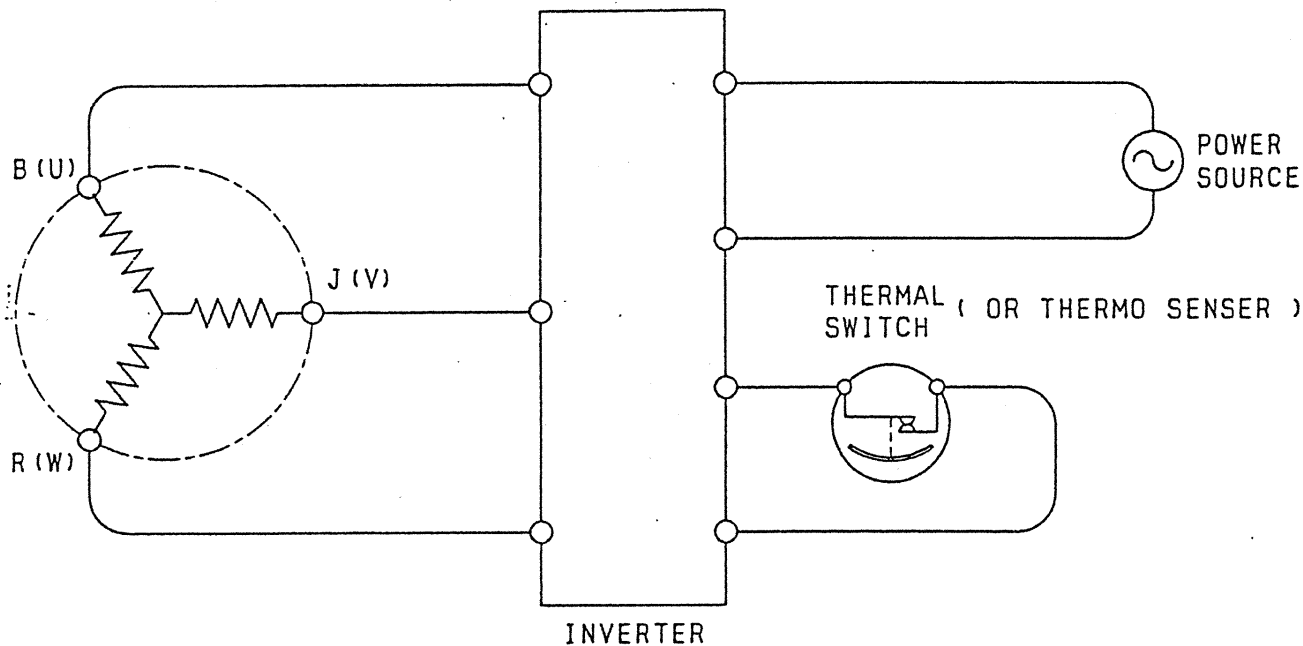 B (U)
J (V)
R (W)
INVERTER
POWER
SOURCE
THERMAL
SWITCH
( OR THERMO SENSER )